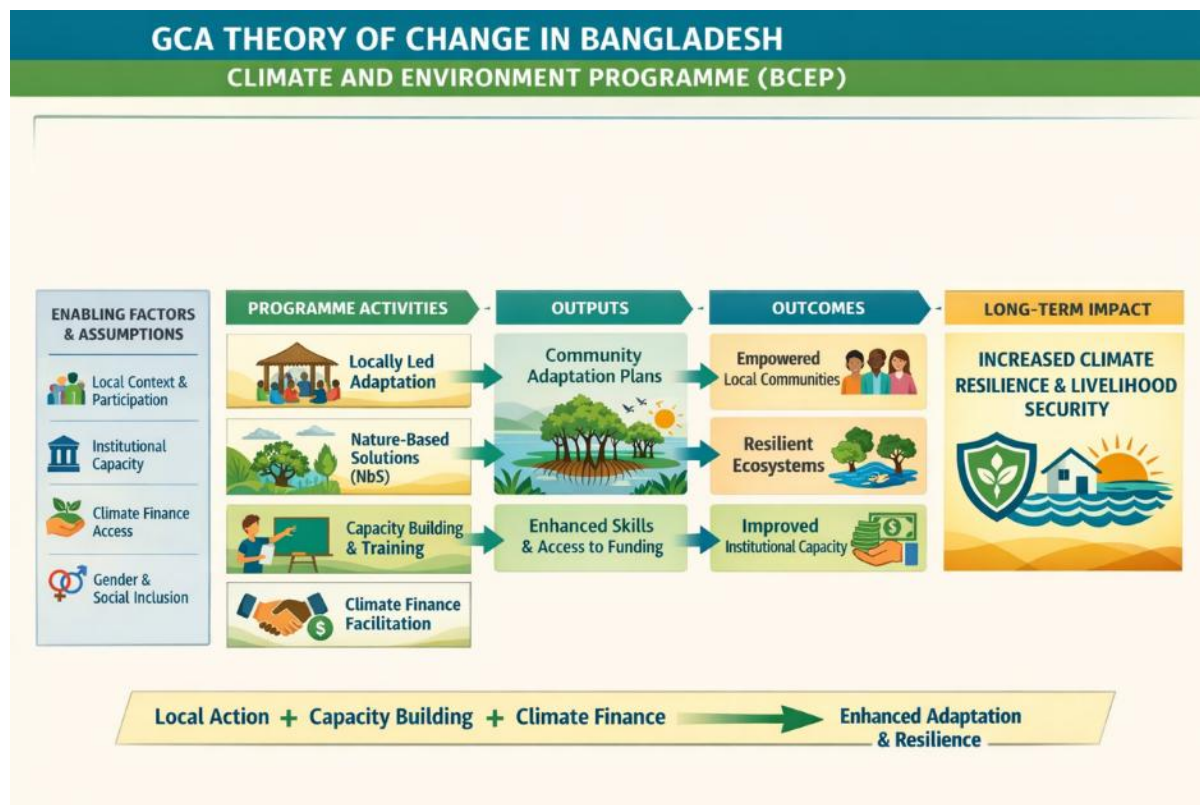 GCA THEORY OF CHANGE IN BANGLADESH
CLIMATE AND ENVIRONMENT PROGRAMME (BCEP)
ENABLING FACTORS
& ASSUMPTIONS
Local Context &
Participation
Institutional
Capacity
Climate Finance
Access
Gender &
Social Inclusion
PROGRAMME ACTIVITIES
Locally Led
Adaptation
Nature-Based
Solutions
(NbS)
Capacity Building
& Training
Climate Finance
Facilitation
$
OUTPUTS
Community
Adaptation Plans
Enhanced Skills
& Access to Funding
OUTCOMES
Empowered
Local Communities
Resilient
Ecosystems
Improved
Institutional Capacity
$
LONG-TERM IMPACT
INCREASED CLIMATE
RESILIENCE & LIVELIHOOD
SECURITY
Local Action + Capacity Building + Climate Finance
Enhanced Adaptation
& Resilience